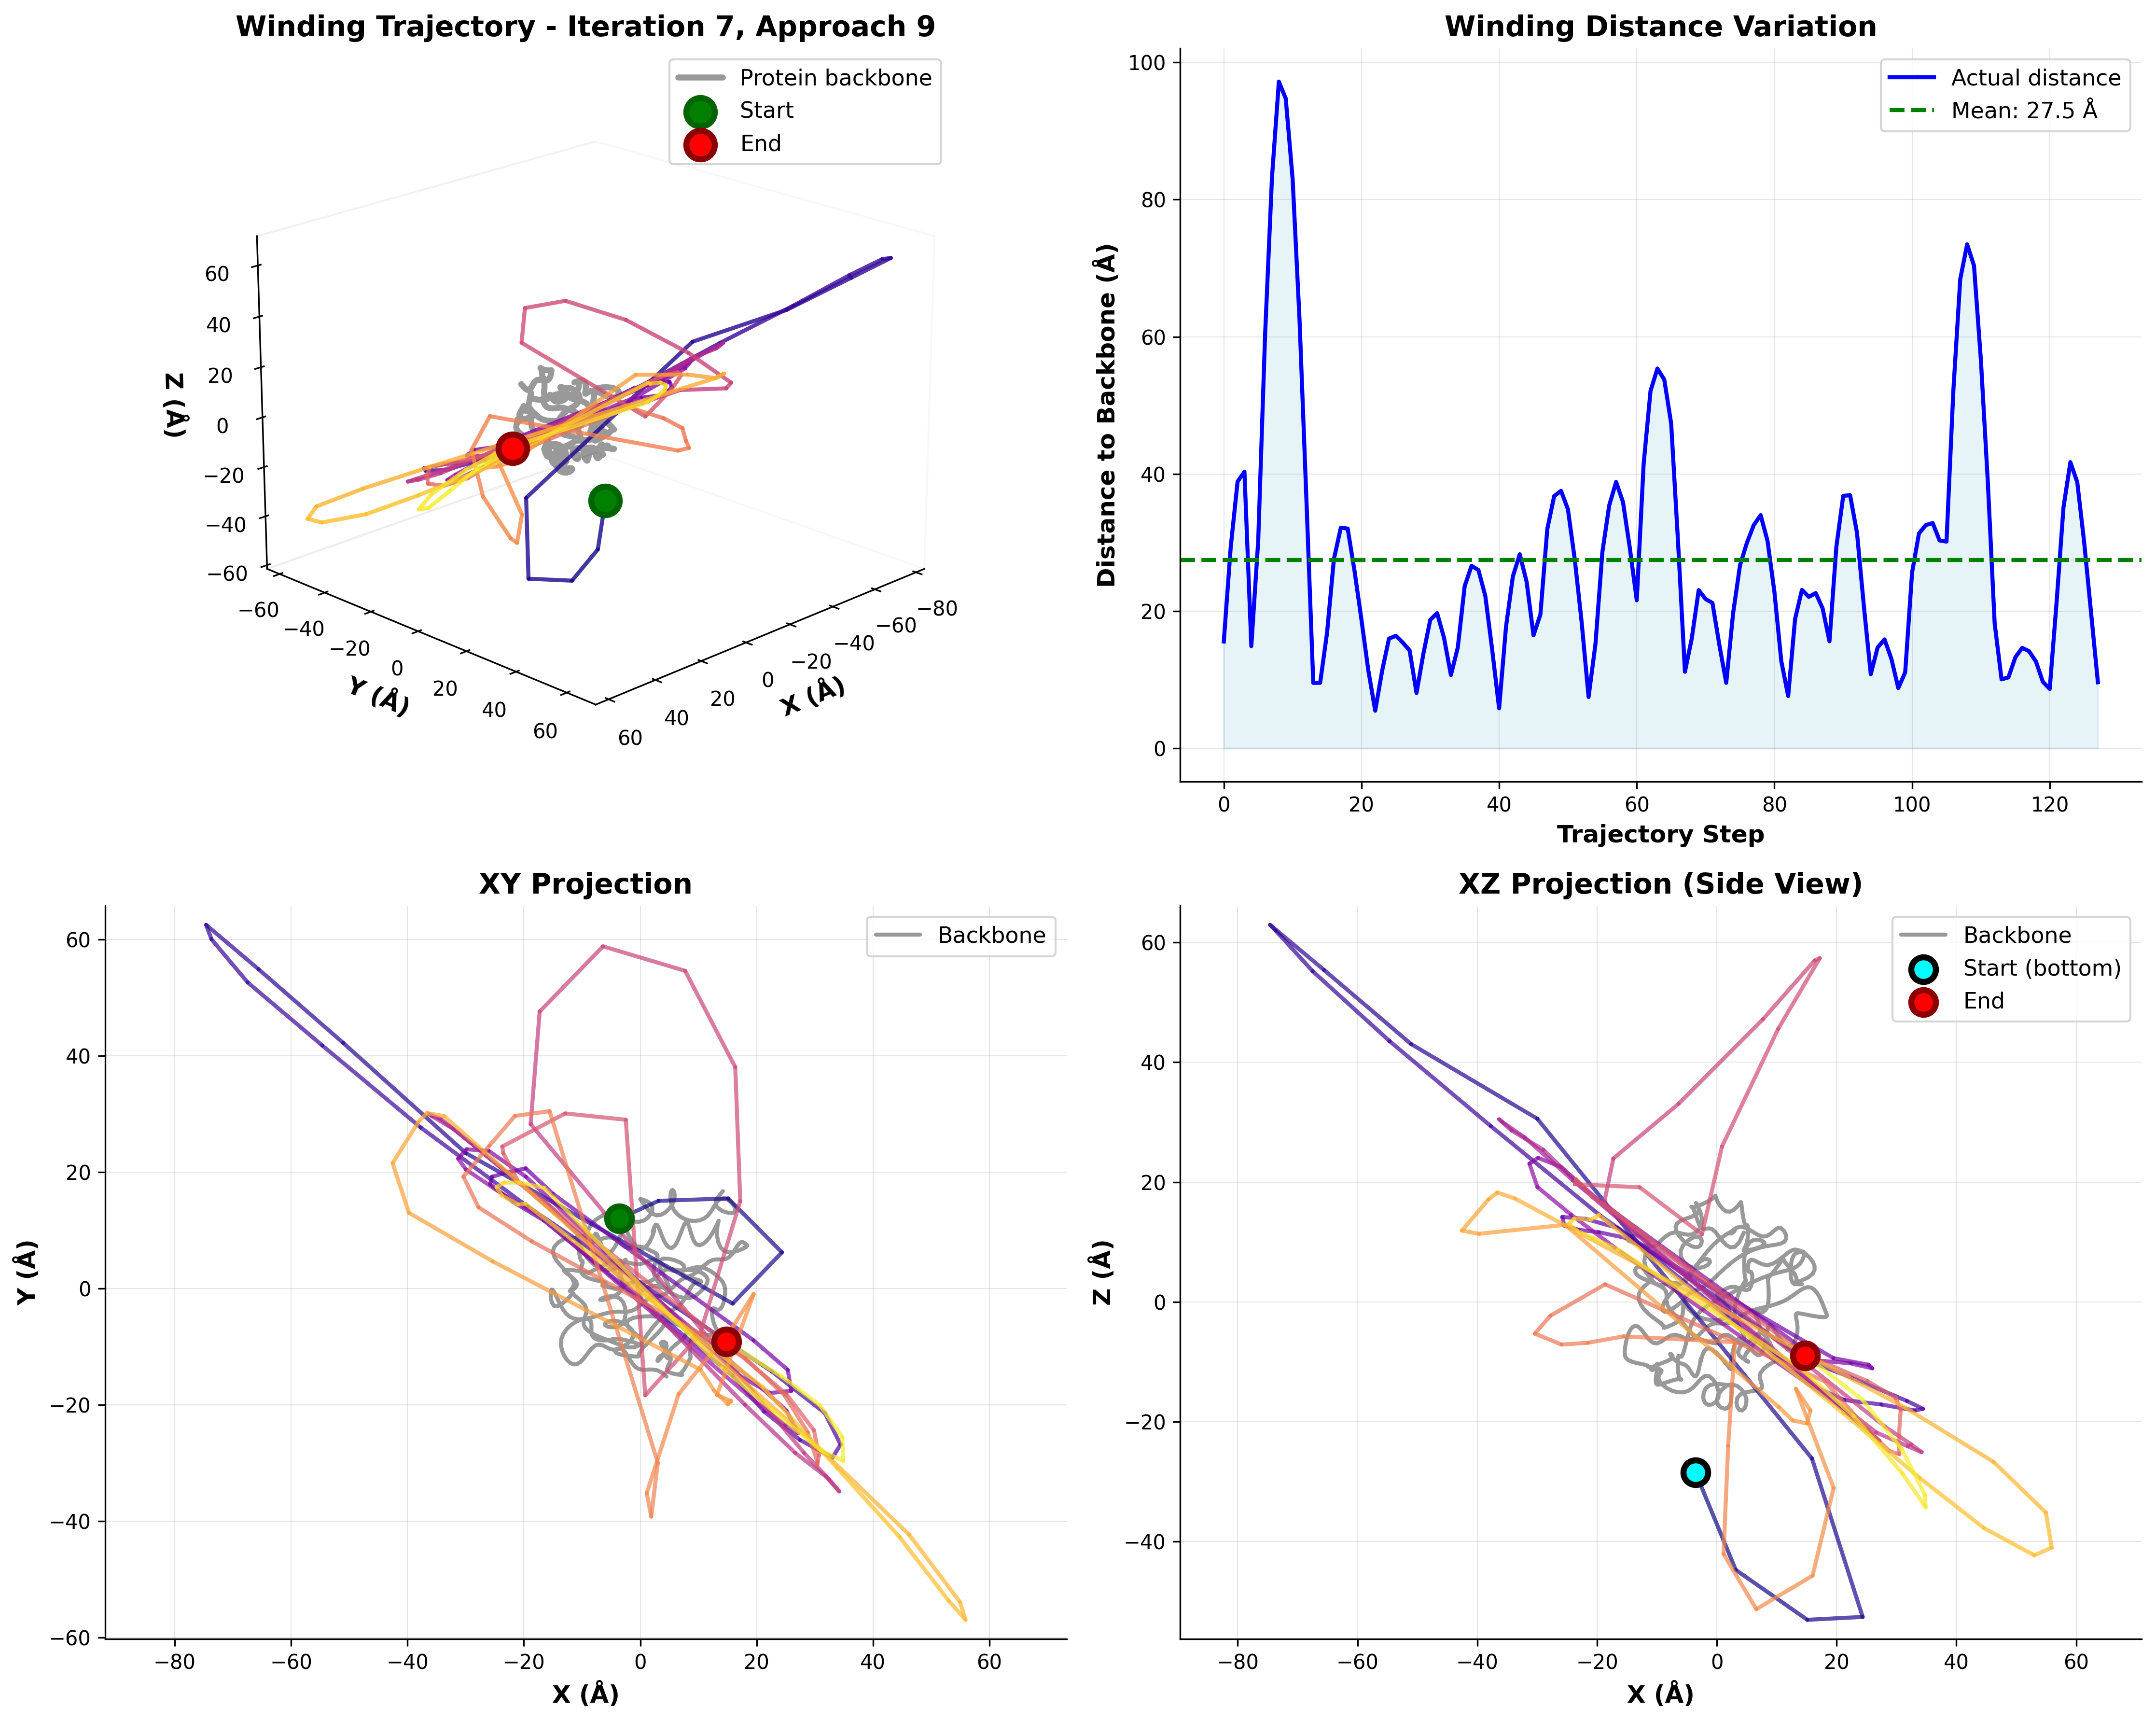 Winding Trajectory - Iteration 7, Approach 9
Protein backbone
Start
End
60
40
20
0
−20
−40
−60
Z (Å)
−60
−40
−20
0
20
40
60
Y (Å)
60
40
20
0
−20
−40
−60
−80
X (Å)
Winding Distance Variation
Actual distance
Mean: 27.5 Å
100
80
60
40
20
0
Distance to Backbone (Å)
0 20 40 60 80 100 120
Trajectory Step
XY Projection
Backbone
60
40
20
0
−20
−40
−60
Y (Å)
−80 −60 −40 −20 0 20 40 60
X (Å)
XZ Projection (Side View)
Backbone
Start (bottom)
End
60
40
20
0
−20
−40
Z (Å)
−80 −60 −40 −20 0 20 40 60
X (Å)